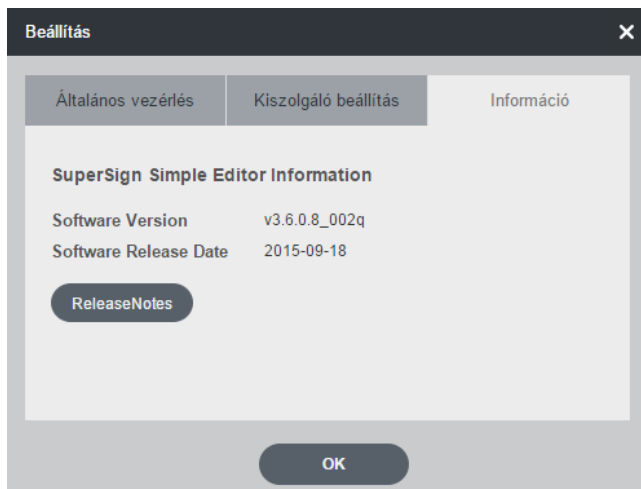 Beállítás
Általános vezérlés Kiszolgáló beállítás Információ
SuperSign Simple Editor Information
Software Version v3.6.0.8_002q
Software Release Date 2015-09-18
ReleaseNotes
OK